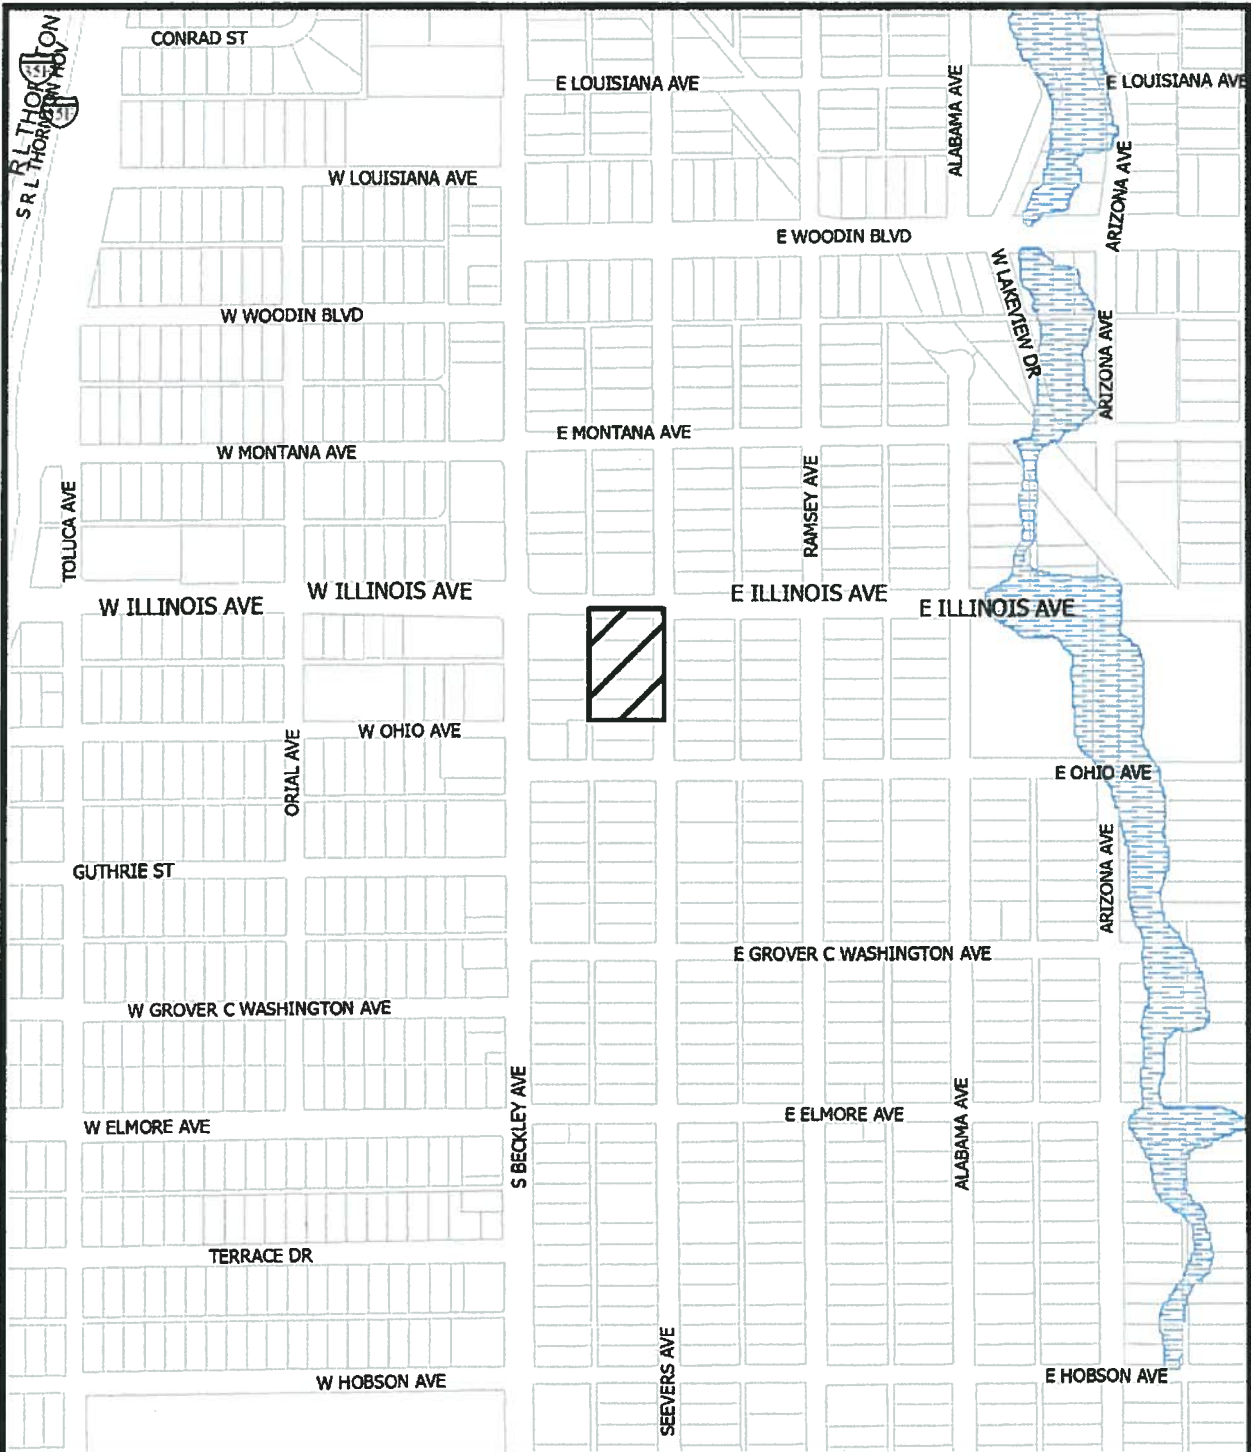 CONRAD ST
R L THORNTON
S R L THORNTON HOV
E LOUISIANA AVE
ALABAMA AVE
E LOUISIANA AVE
W LOUISIANA AVE
ARIZONA AVE
E WOODIN BLVD
W LAKEVIEW DR
W WOODIN BLVD
ARIZONA AVE
E MONTANA AVE
W MONTANA AVE
TOLUCA AVE
RAMSEY AVE
W ILLINOIS AVE
W ILLINOIS AVE
E ILLINOIS AVE
E ILLINOIS AVE
W OHIO AVE
ORIAL AVE
E OHIO AVE
GUTHRIE ST
ARIZONA AVE
E GROVER C WASHINGTON AVE
W GROVER C WASHINGTON AVE
S BECKLEY AVE
ALABAMA AVE
E ELMORE AVE
W ELMORE AVE
TERRACE DR
SEEVERS AVE
W HOBSON AVE
E HOBSON AVE